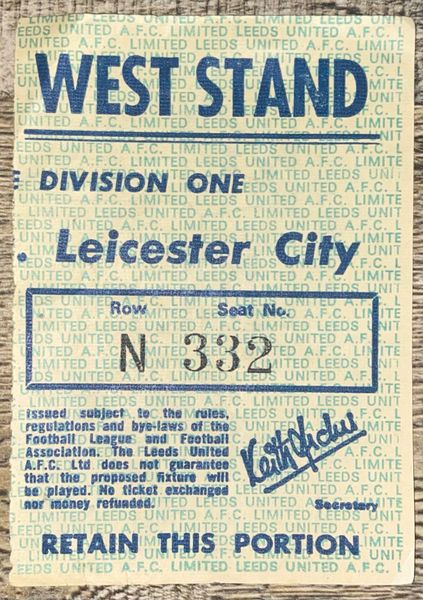 WEST STAND
DIVISION ONE
. Leicester City
Row Seat No.
N 332
issued subject to the rules,
regulations and bye-laws of the
Football League and Football
Association. The Leeds United
A.F.C. Ltd does not guarantee
that the proposed fixture will
be played. No ticket exchanged
nor money refunded.
Keith Archer
Secretary
RETAIN THIS PORTION